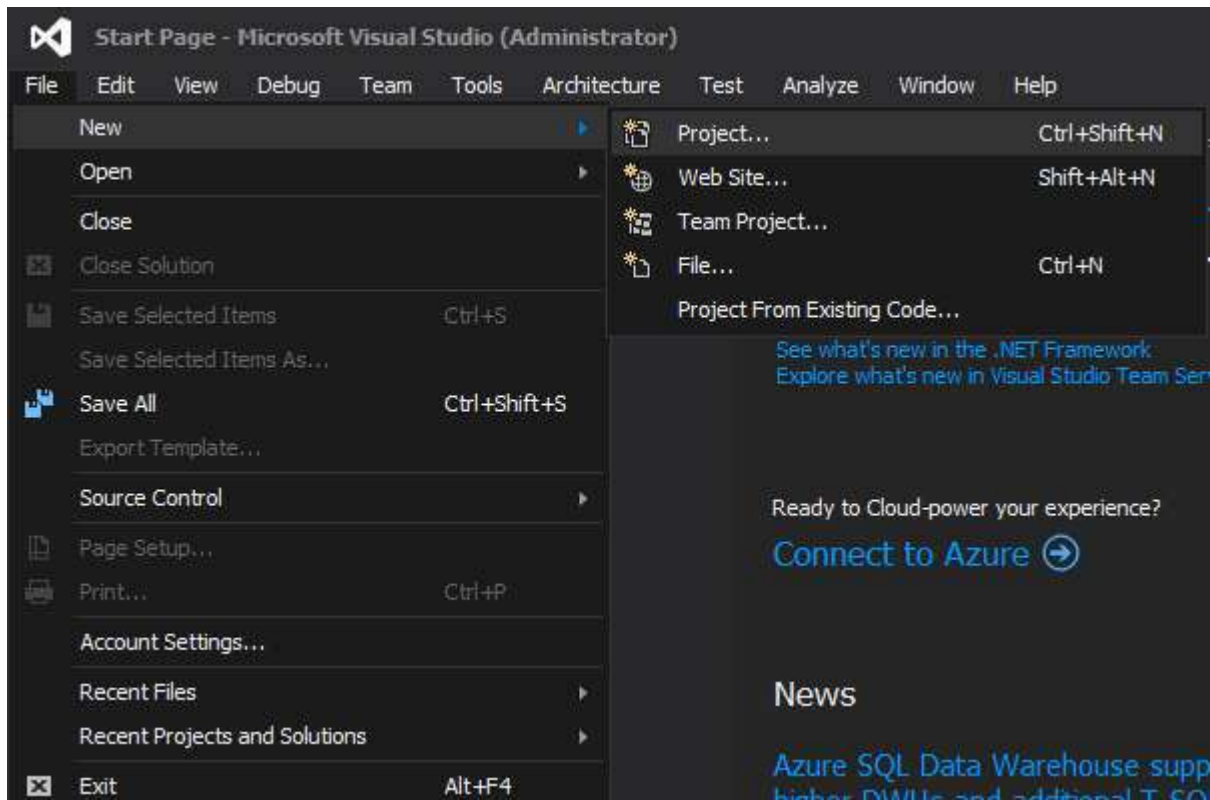 Start Page - Microsoft Visual Studio (Administrator)
File Edit View Debug Team Tools Architecture Test Analyze Window Help
New
Open
Close
Close Solution
Save Selected Items Ctrl+S
Save Selected Items As...
Save All Ctrl+Shift+S
Export Template...
Source Control
Page Setup...
Print... Ctrl+P
Account Settings...
Recent Files
Recent Projects and Solutions
Exit Alt+F4
Project... Ctrl+Shift+N
Web Site... Shift+Alt+N
Team Project...
File... Ctrl+N
Project From Existing Code...
See what's new in the .NET Framework
Explore what's new in Visual Studio Team
Ready to Cloud-power your experience?
Connect to Azure
News
Azure SQL Data Warehouse
higher DWUs and additional